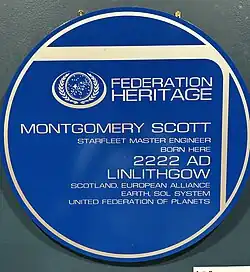 FEDERATION
HERITAGE
MONTGOMERY SCOTT
STARFLEET MASTER ENGINEER
BORN HERE
2222 AD
LINLITHGOW
SCOTLAND, EUROPEAN ALLIANCE
EARTH, SOL SYSTEM
UNITED FEDERATION OF PLANETS